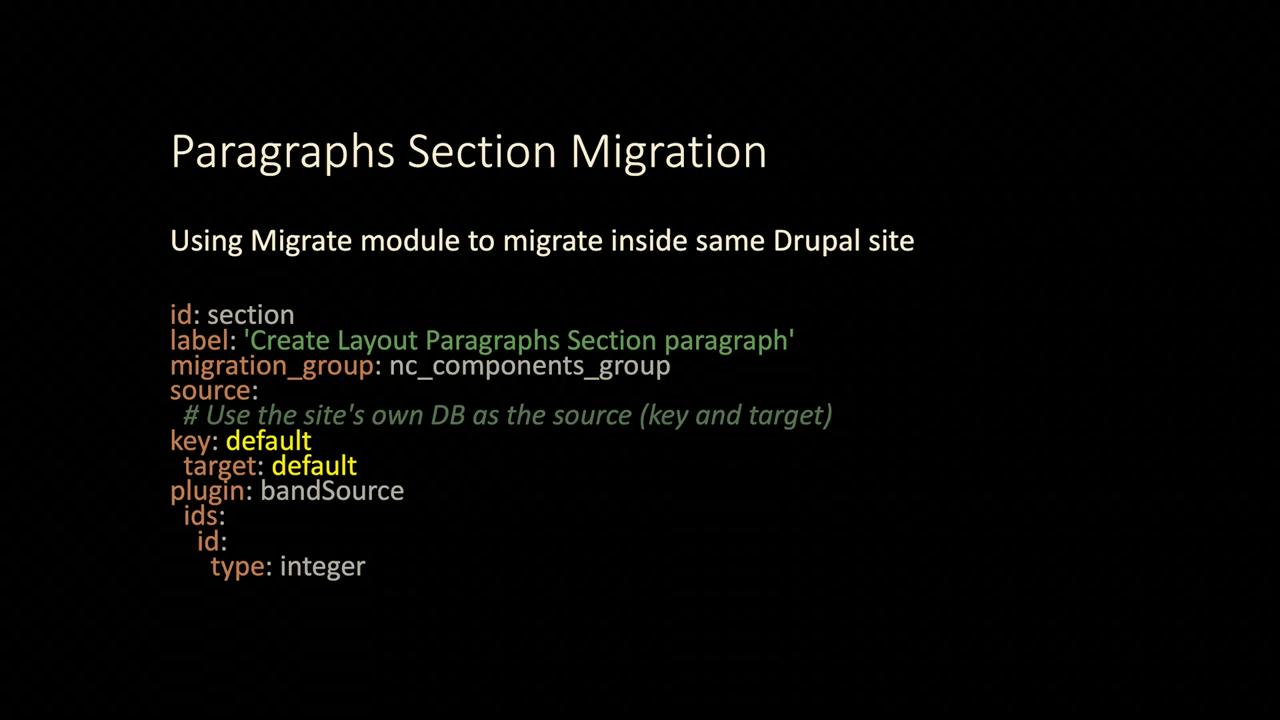 Paragraphs Section Migration
Using Migrate module to migrate inside same Drupal site
id: section
label: 'Create Layout Paragraphs Section paragraph'
migration_group: nc_components_group
source:
  # Use the site's own DB as the source (key and target)
key: default
  target: default
plugin: bandSource
  ids:
    id:
      type: integer